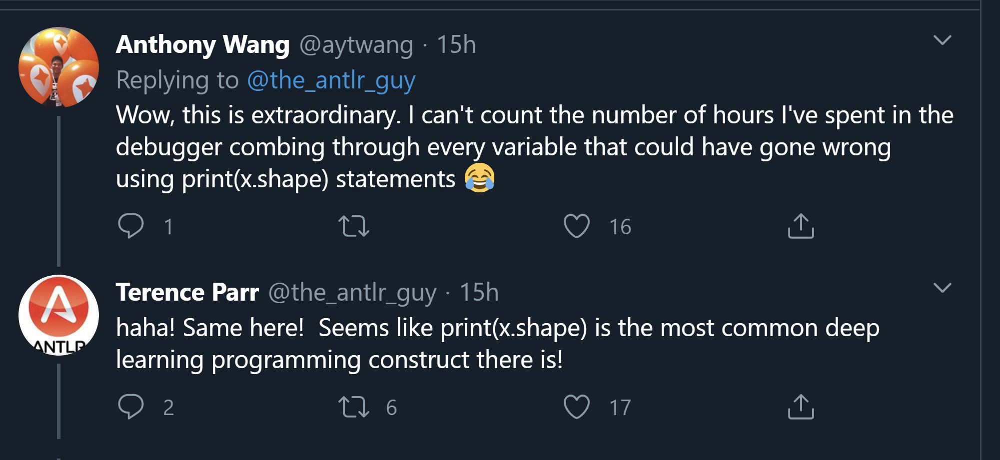 Anthony Wang @aytwang · 15h
Replying to @the_antlr_guy
Wow, this is extraordinary. I can't count the number of hours I've spent in the
debugger combing through every variable that could have gone wrong
using print(x.shape) statements 😂
1 16
Terence Parr @the_antlr_guy · 15h
haha! Same here!  Seems like print(x.shape) is the most common deep
learning programming construct there is!
ANTLR
2 6 17